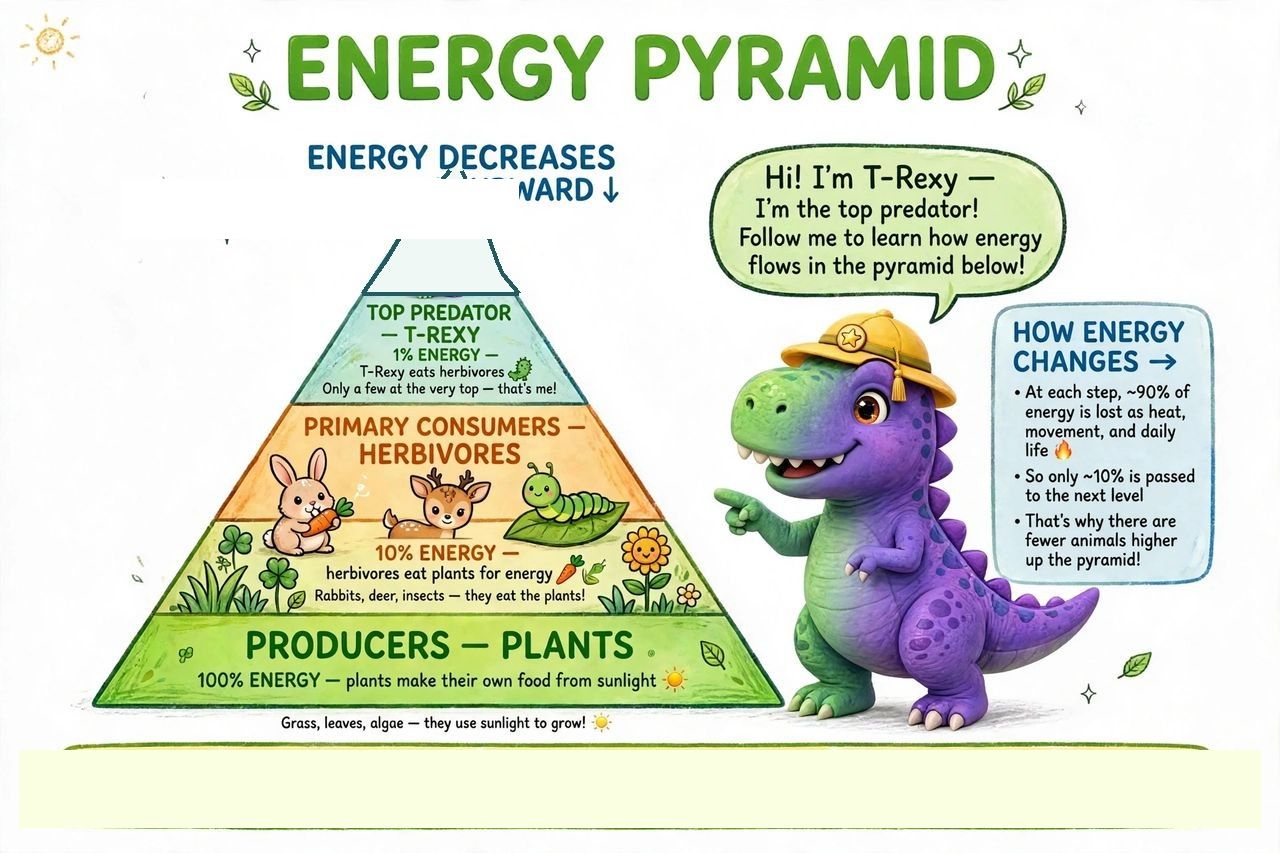 ENERGY PYRAMID
ENERGY DECREASES
WARD ↓
Hi! I'm T-Rexy —
I'm the top predator!
Follow me to learn how energy
flows in the pyramid below!
TOP PREDATOR
— T-REXY
1% ENERGY —
T-Rexy eats herbivores
Only a few at the very top — that's me!
PRIMARY CONSUMERS —
HERBIVORES
10% ENERGY —
herbivores eat plants for energy
Rabbits, deer, insects — they eat the plants!
PRODUCERS — PLANTS
100% ENERGY — plants make their own food from sunlight
Grass, leaves, algae — they use sunlight to grow!
HOW ENERGY
CHANGES →
• At each step, ~90% of
energy is lost as heat,
movement, and daily
life 🔥
• So only ~10% is passed
to the next level
• That's why there are
fewer animals higher
up the pyramid!